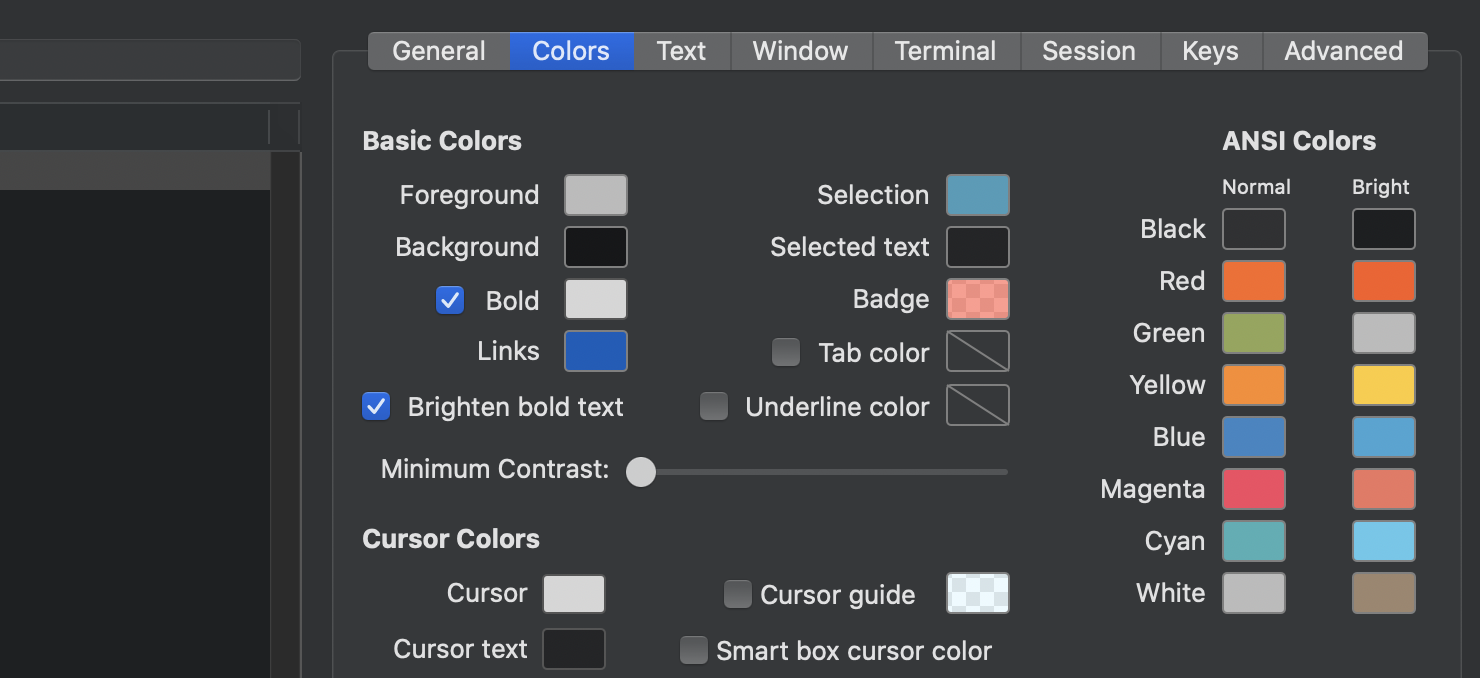 General Colors Text Window Terminal Session Keys Advanced
Basic Colors
Foreground
Background
Bold
Links
Brighten bold text
Selection
Selected text
Badge
Tab color
Underline color
Minimum Contrast:
Cursor Colors
Cursor
Cursor text
Cursor guide
Smart box cursor color
ANSI Colors
Normal Bright
Black
Red
Green
Yellow
Blue
Magenta
Cyan
White